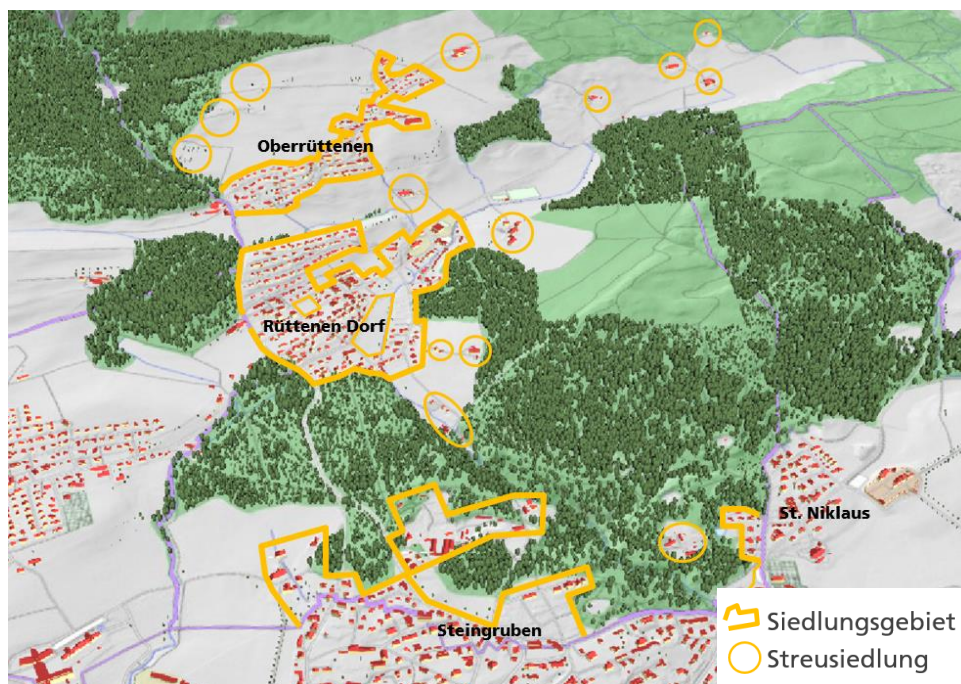 Oberrüttenen
Rüttenen Dorf
St. Niklaus
Steingruben
Siedlungsgebiet
Streusiedlung